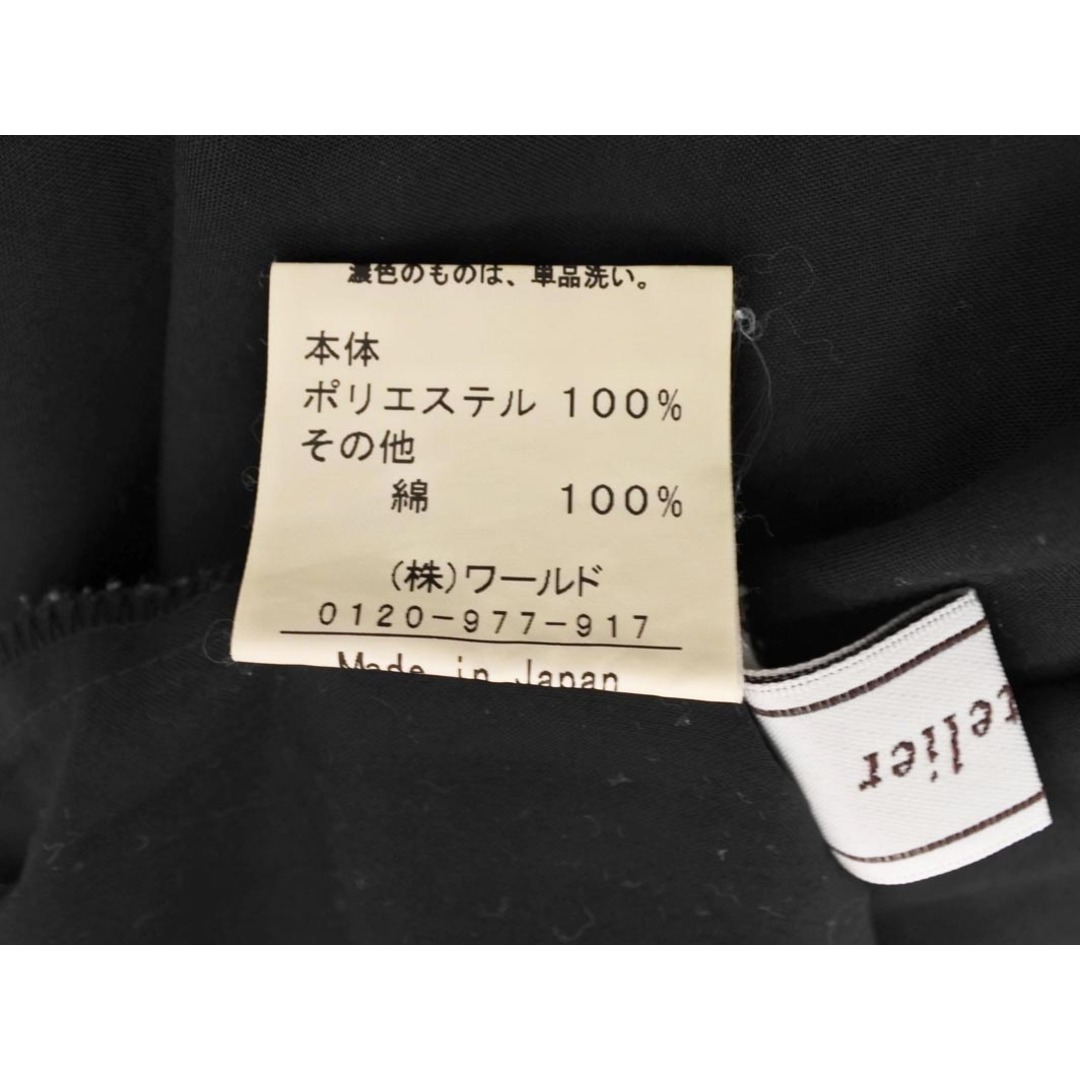 濃色のものは、単品洗い。
本体
ポリエステル 100%
その他
綿 100%
(株)ワールド
0120-977-917
Made in Japan
telier